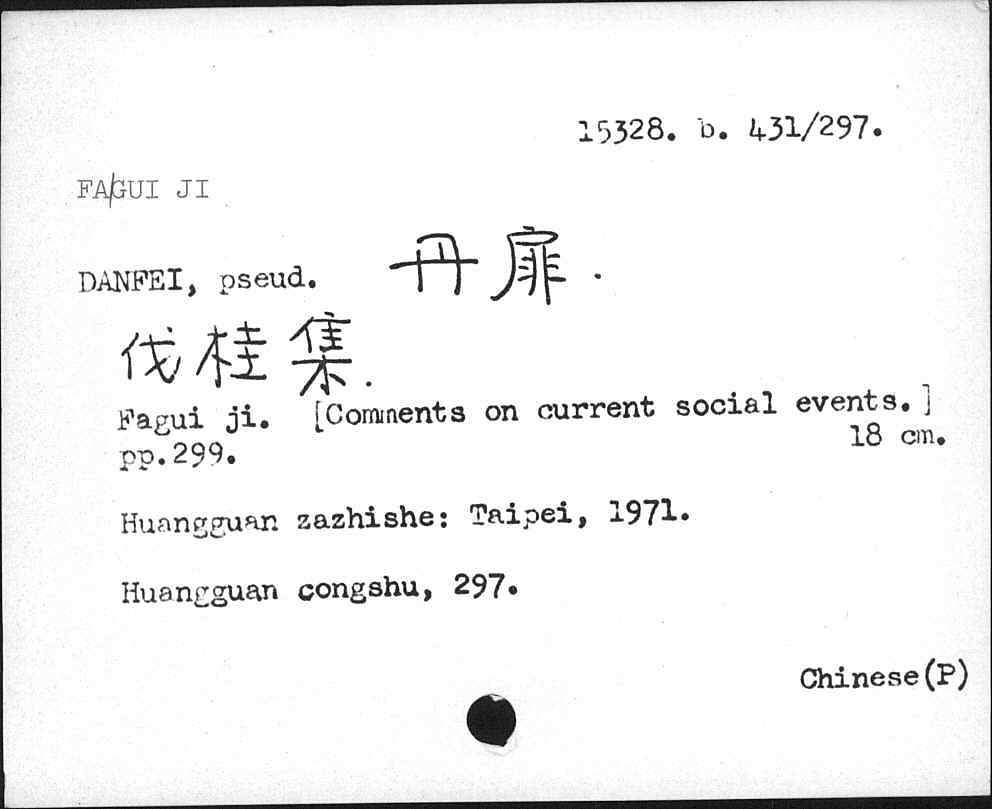 15328. b. 431/297.
FA/GUI JI
DANFEI, pseud. 丹扉.
伐桂集.
Fagui ji. [Comments on current social events.]
pp.299. 18 cm.
Huangguan zazhishe: Taipei, 1971.
Huangguan congshu, 297.
Chinese(P)